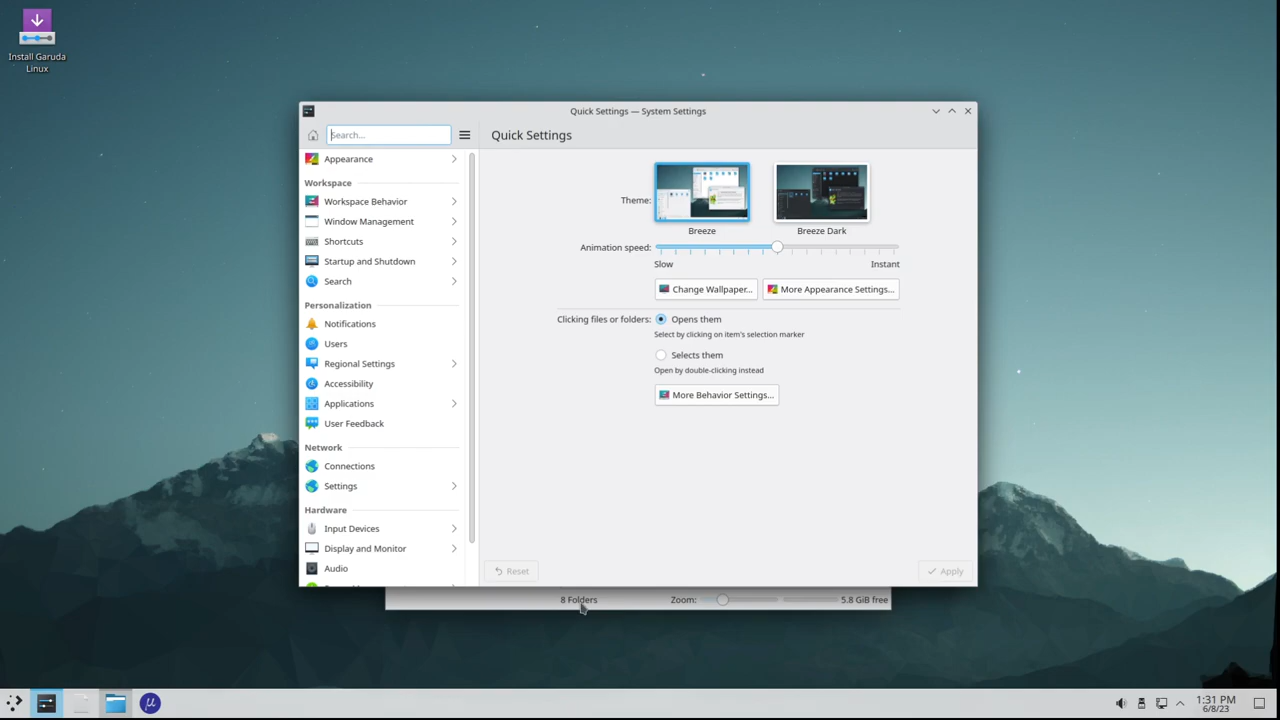 Install Garuda
Linux
Quick Settings — System Settings
Search...
Quick Settings
Appearance
Workspace
Workspace Behavior
Window Management
Shortcuts
Startup and Shutdown
Search
Personalization
Notifications
Users
Regional Settings
Accessibility
Applications
User Feedback
Network
Connections
Settings
Hardware
Input Devices
Display and Monitor
Audio
Theme:
Breeze
Breeze Dark
Animation speed:
Slow
Instant
Change Wallpaper...
More Appearance Settings...
Clicking files or folders:
Opens them
Select by clicking on item's selection marker
Selects them
Open by double-clicking instead
More Behavior Settings...
Reset
Apply
8 Folders
Zoom:
5.8 GiB free
µ
1:31 PM
6/8/23